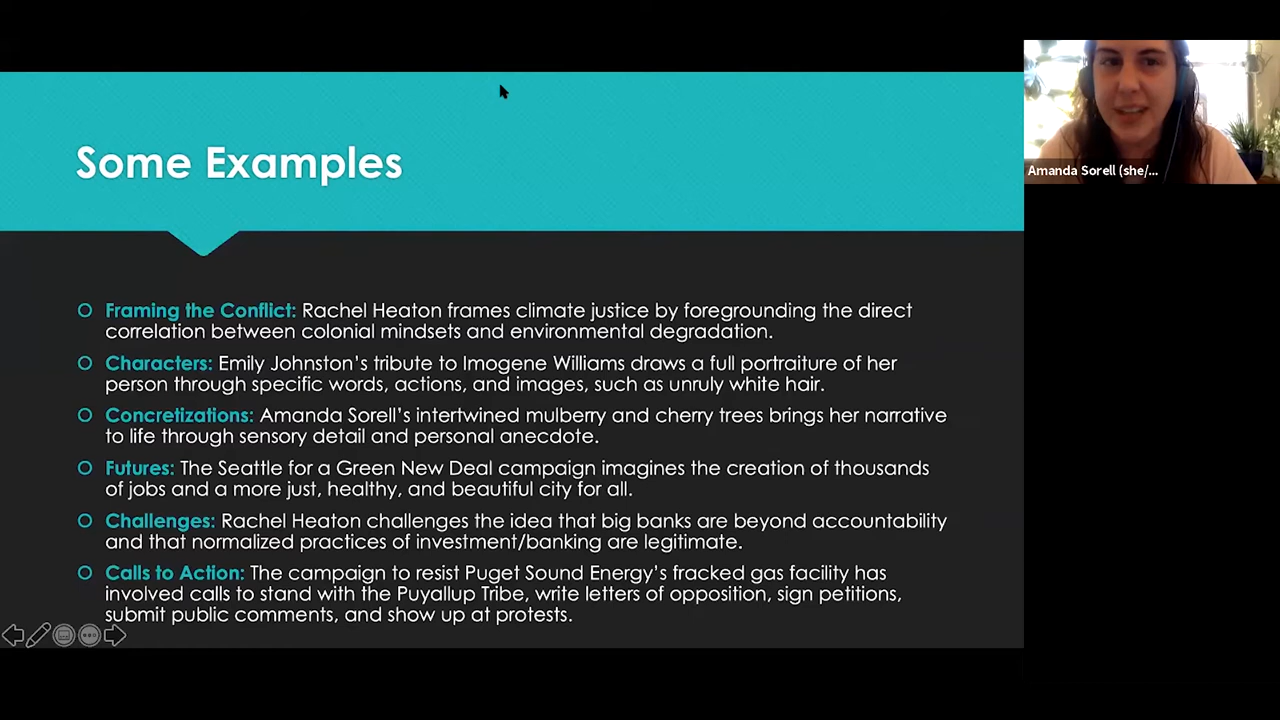 Some Examples
Amanda Sorell (she/...
Framing the Conflict: Rachel Heaton frames climate justice by foregrounding the direct
correlation between colonial mindsets and environmental degradation.
Characters: Emily Johnston’s tribute to Imogene Williams draws a full portraiture of her
person through specific words, actions, and images, such as unruly white hair.
Concretizations: Amanda Sorell’s intertwined mulberry and cherry trees brings her narrative
to life through sensory detail and personal anecdote.
Futures: The Seattle for a Green New Deal campaign imagines the creation of thousands
of jobs and a more just, healthy, and beautiful city for all.
Challenges: Rachel Heaton challenges the idea that big banks are beyond accountability
and that normalized practices of investment/banking are legitimate.
Calls to Action: The campaign to resist Puget Sound Energy’s fracked gas facility has
involved calls to stand with the Puyallup Tribe, write letters of opposition, sign petitions,
submit public comments, and show up at protests.